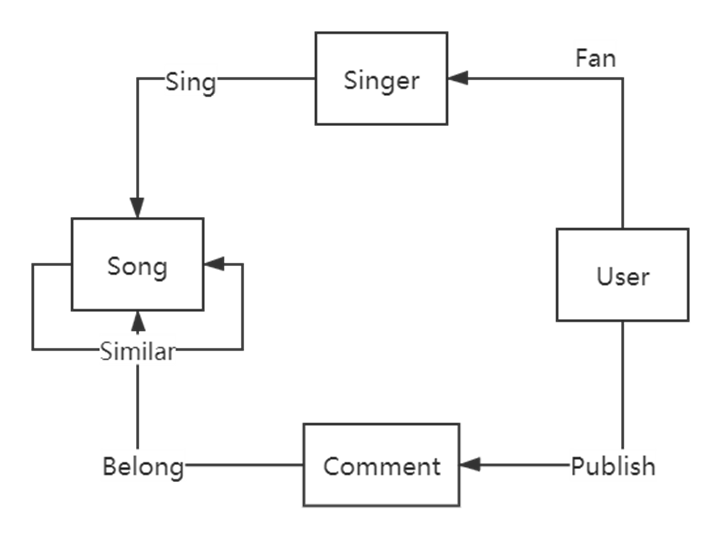 Fan
Sing
Singer
Song
User
Similar
Belong
Comment
Publish